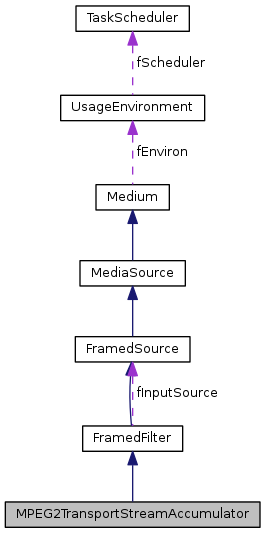 TaskScheduler
fScheduler
UsageEnvironment
fEnviron
Medium
MediaSource
FramedSource
fInputSource
FramedFilter
MPEG2TransportStreamAccumulator